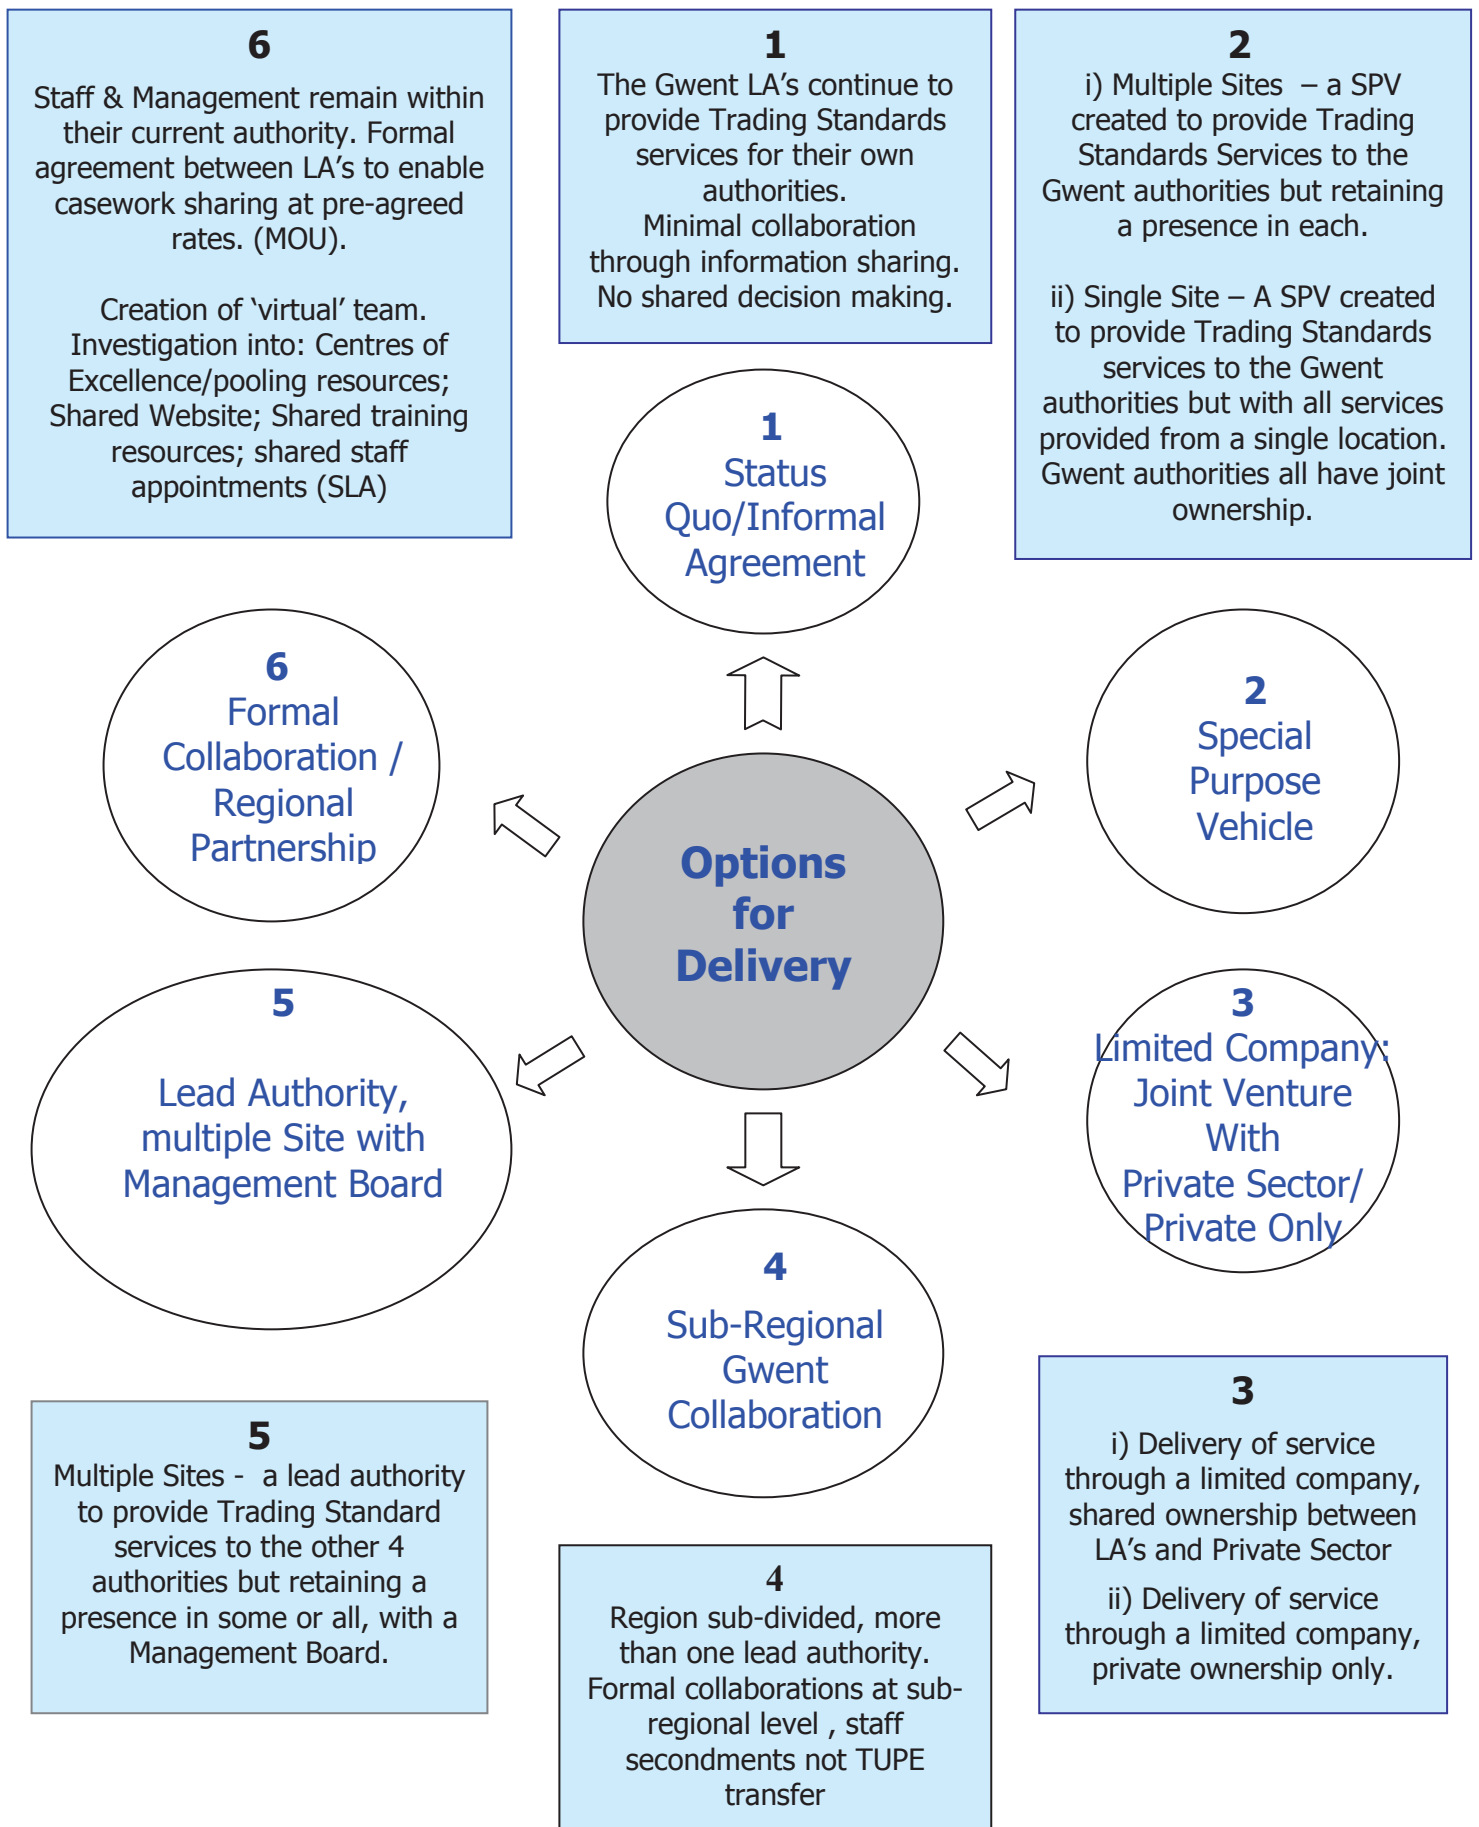 6
Staff & Management remain within
their current authority. Formal
agreement between LA's to enable
casework sharing at pre-agreed
rates. (MOU).
Creation of ‘virtual’ team.
Investigation into: Centres of
Excellence/pooling resources;
Shared Website; Shared training
resources; shared staff
appointments (SLA)
1
The Gwent LA's continue to
provide Trading Standards
services for their own
authorities.
Minimal collaboration
through information sharing.
No shared decision making.
2
i) Multiple Sites – a SPV
created to provide Trading
Standards Services to the
Gwent authorities but retaining
a presence in each.
ii) Single Site – A SPV created
to provide Trading Standards
services to the Gwent
authorities but with all services
provided from a single location.
Gwent authorities all have joint
ownership.
1
Status
Quo/Informal
Agreement
6
Formal
Collaboration /
Regional
Partnership
2
Special
Purpose
Vehicle
Options
for
Delivery
5
Lead Authority,
multiple Site with
Management Board
3
Limited Company:
Joint Venture
With
Private Sector/
Private Only
4
Sub-Regional
Gwent
Collaboration
5
Multiple Sites - a lead authority
to provide Trading Standard
services to the other 4
authorities but retaining a
presence in some or all, with a
Management Board.
4
Region sub-divided, more
than one lead authority.
Formal collaborations at sub-
regional level , staff
secondments not TUPE
transfer
3
i) Delivery of service
through a limited company,
shared ownership between
LA's and Private Sector
ii) Delivery of service
through a limited company,
private ownership only.